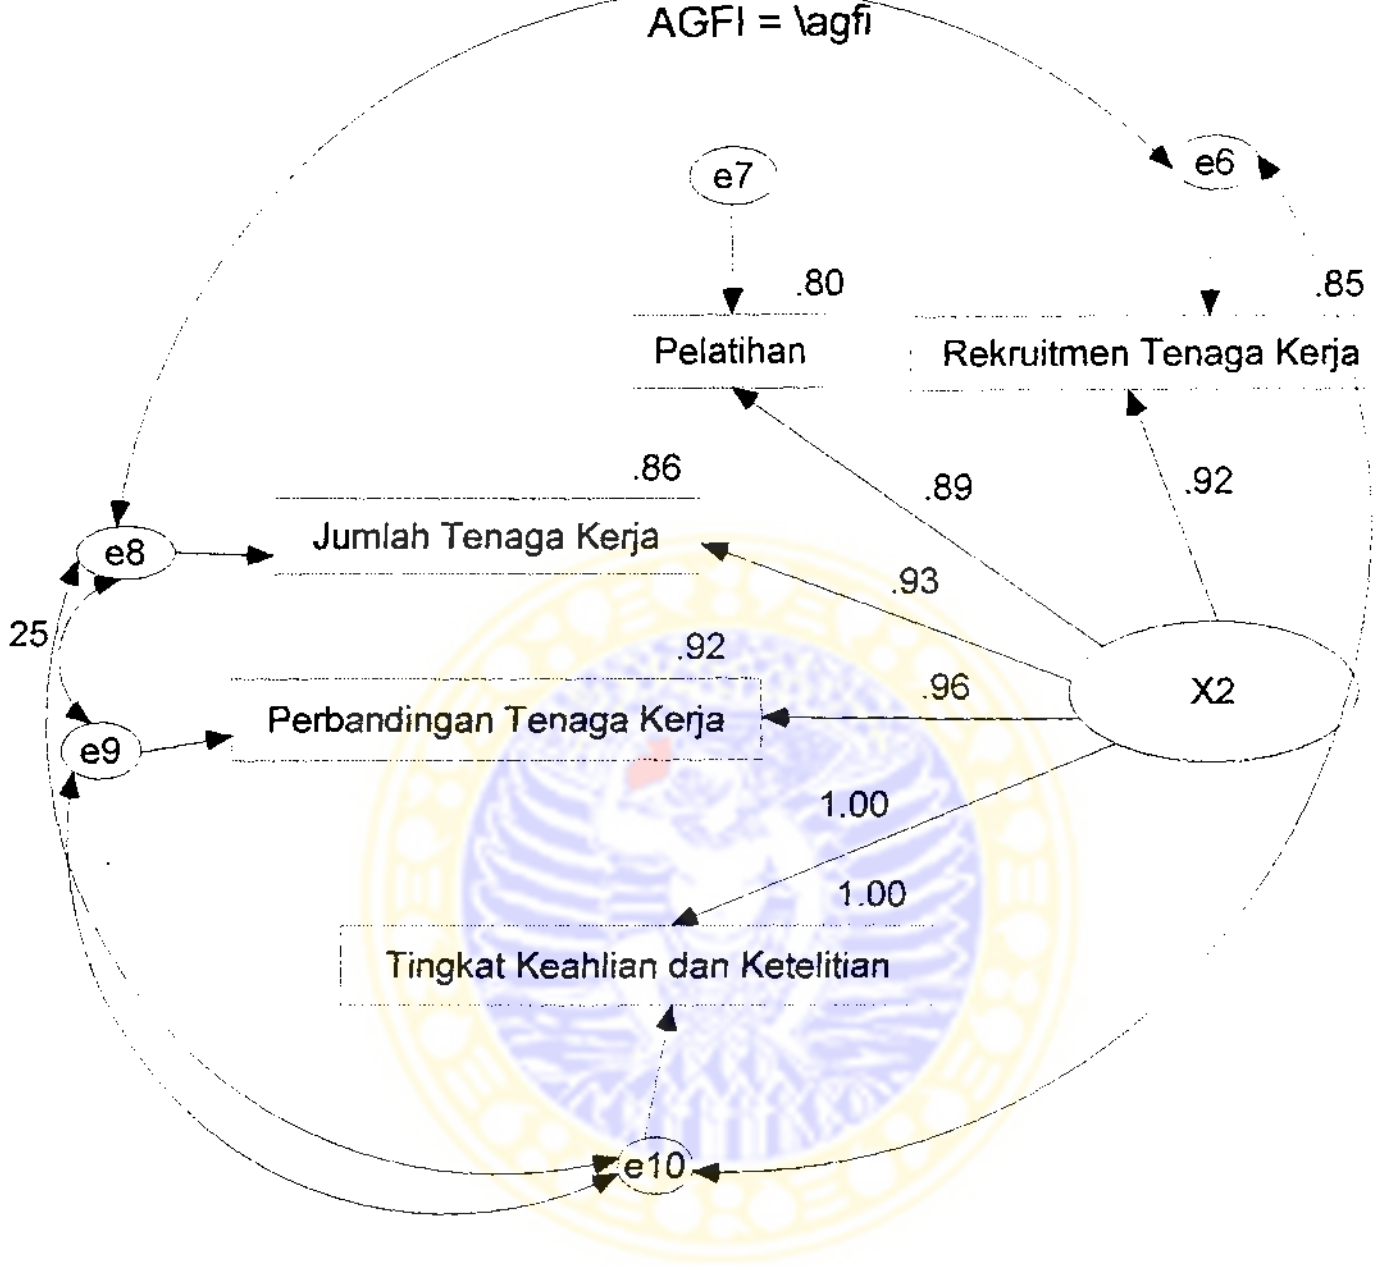 AGFI = \agfi
e7
e6
.80
.85
Pelatihan
Rekruitmen Tenaga Kerja
.86
.89
.92
Jumlah Tenaga Kerja
e8
.93
25
.92
.96
X2
Perbandingan Tenaga Kerja
e9
1.00
1.00
Tingkat Keahlian dan Ketelitian
e10